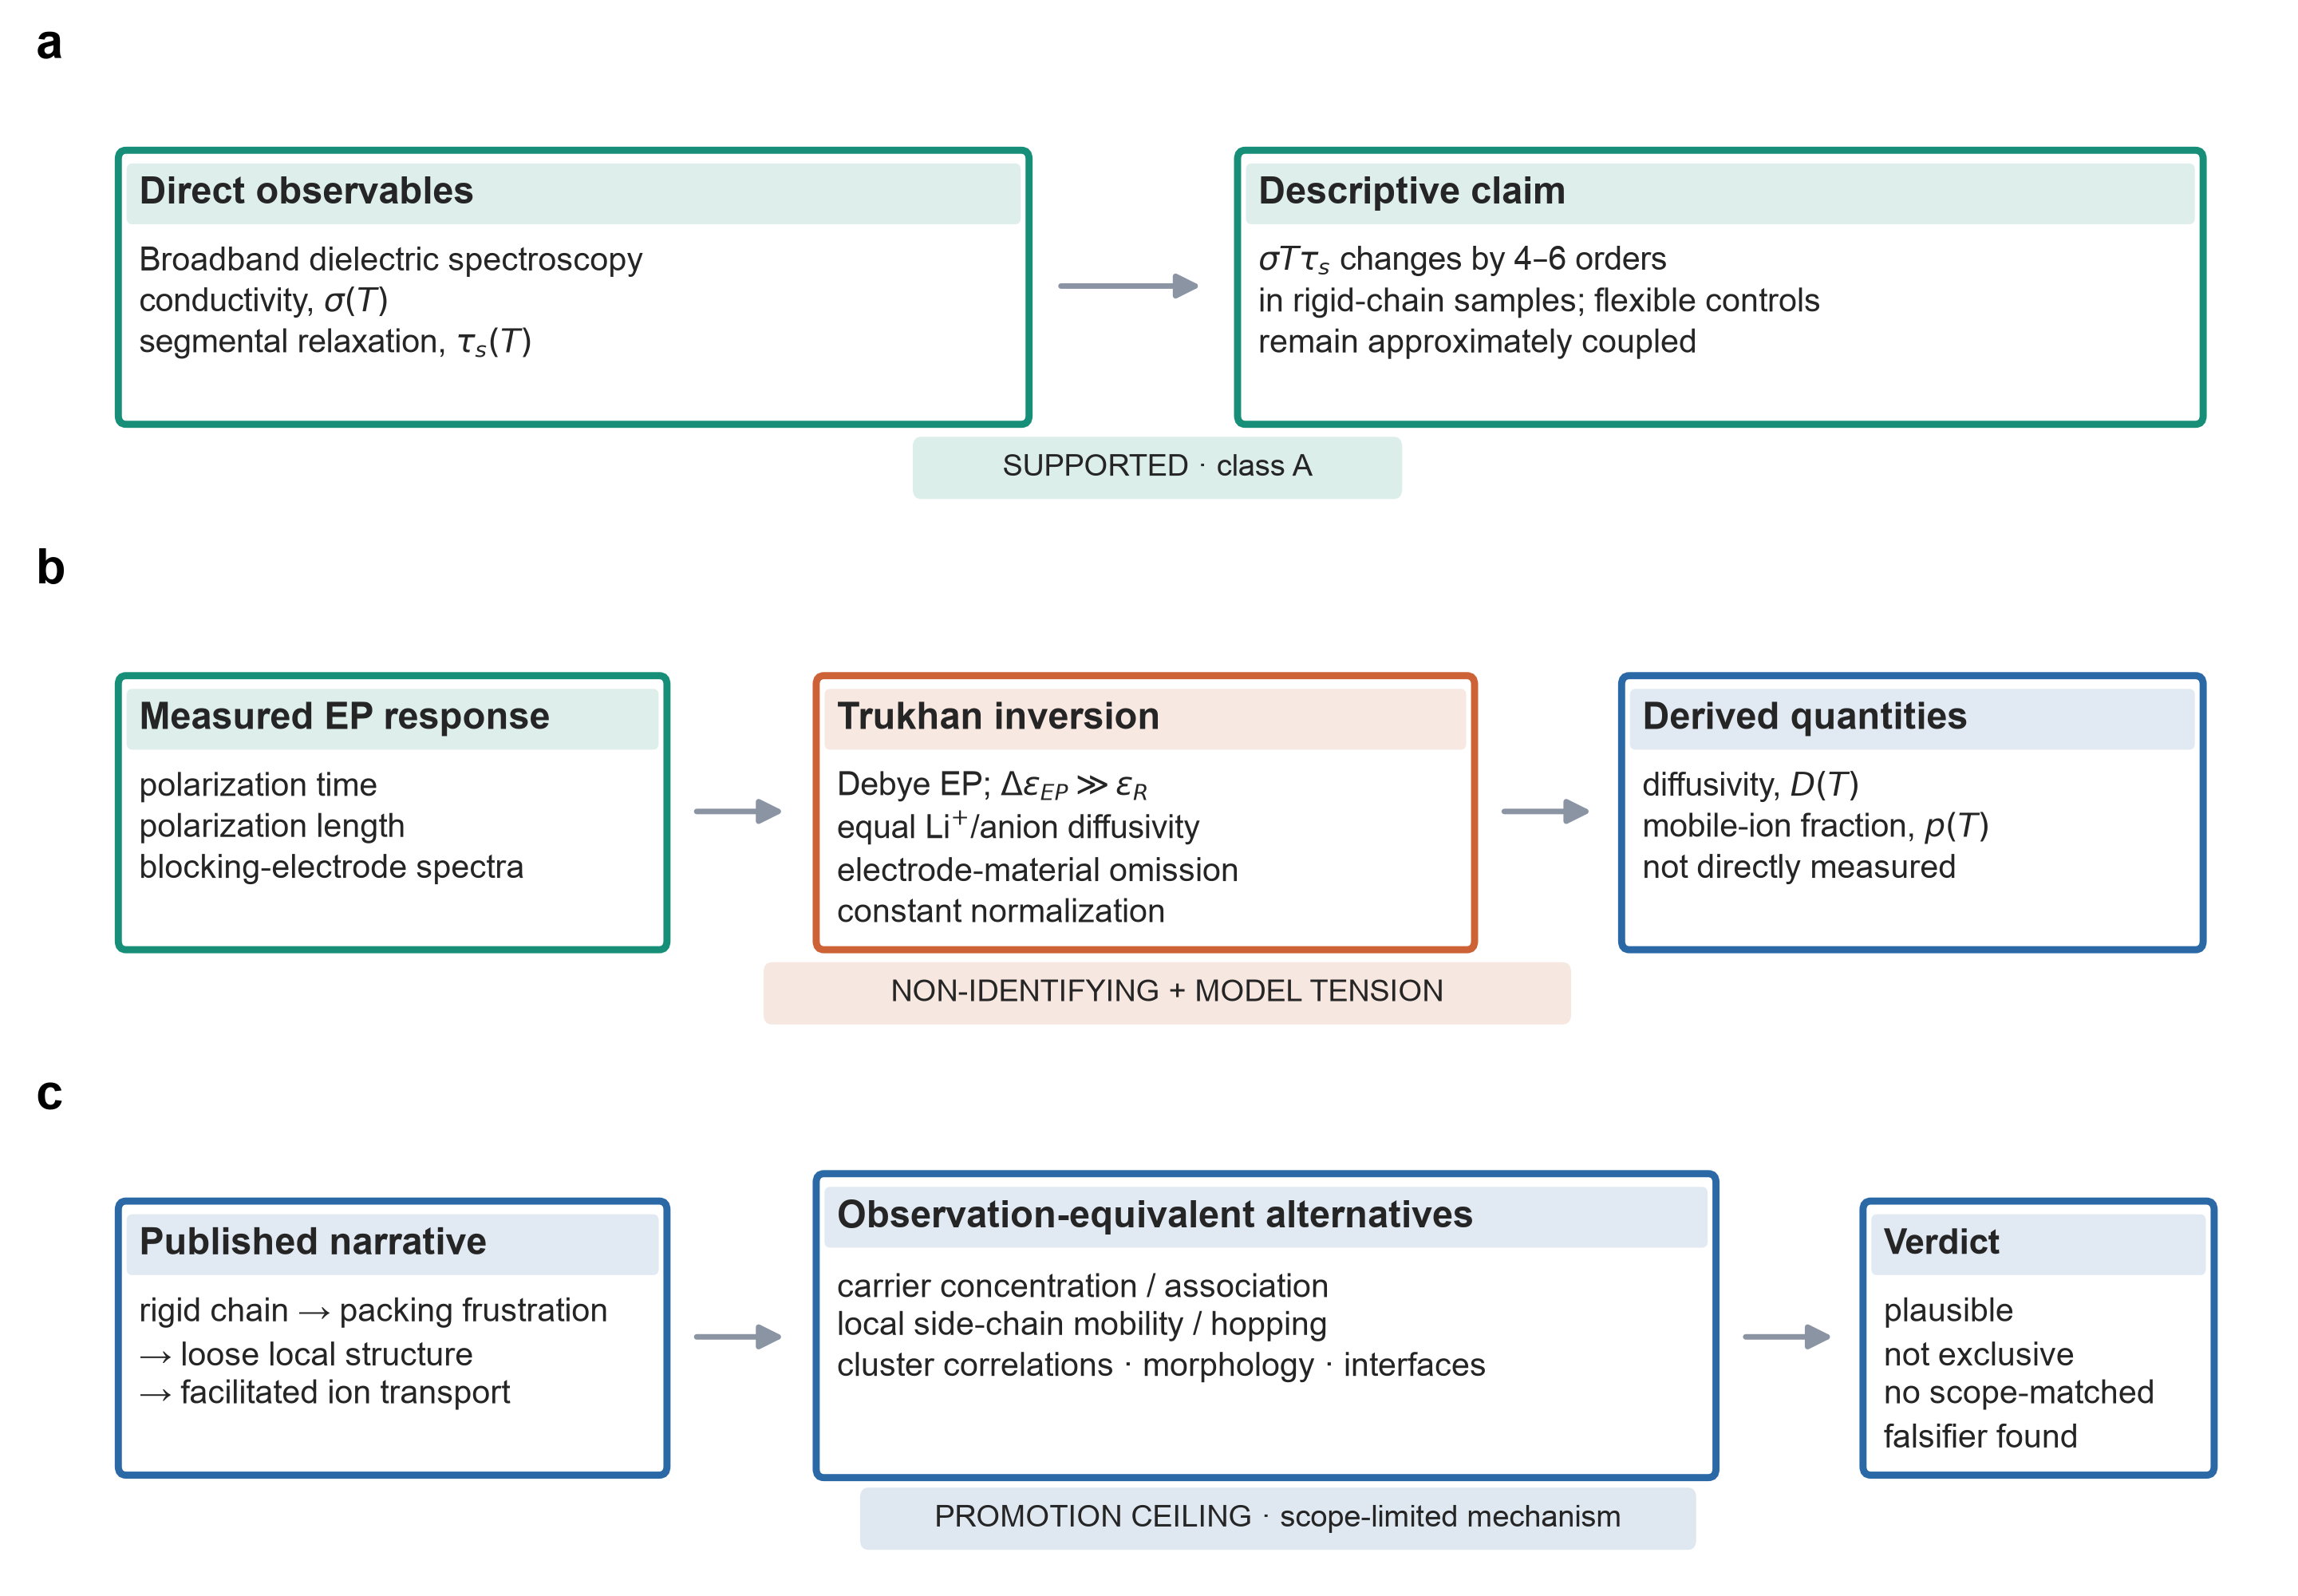 a
Direct observables
Broadband dielectric spectroscopy
conductivity, σ(T)
segmental relaxation, τₛ(T)
Descriptive claim
σTτₛ changes by 4–6 orders
in rigid-chain samples; flexible controls
remain approximately coupled
SUPPORTED · class A
b
Measured EP response
polarization time
polarization length
blocking-electrode spectra
Trukhan inversion
Debye EP; Δε_EP ≫ ε_R
equal Li⁺/anion diffusivity
electrode-material omission
constant normalization
Derived quantities
diffusivity, D(T)
mobile-ion fraction, p(T)
not directly measured
NON-IDENTIFYING + MODEL TENSION
c
Published narrative
rigid chain → packing frustration
→ loose local structure
→ facilitated ion transport
Observation-equivalent alternatives
carrier concentration / association
local side-chain mobility / hopping
cluster correlations · morphology · interfaces
Verdict
plausible
not exclusive
no scope-matched
falsifier found
PROMOTION CEILING · scope-limited mechanism